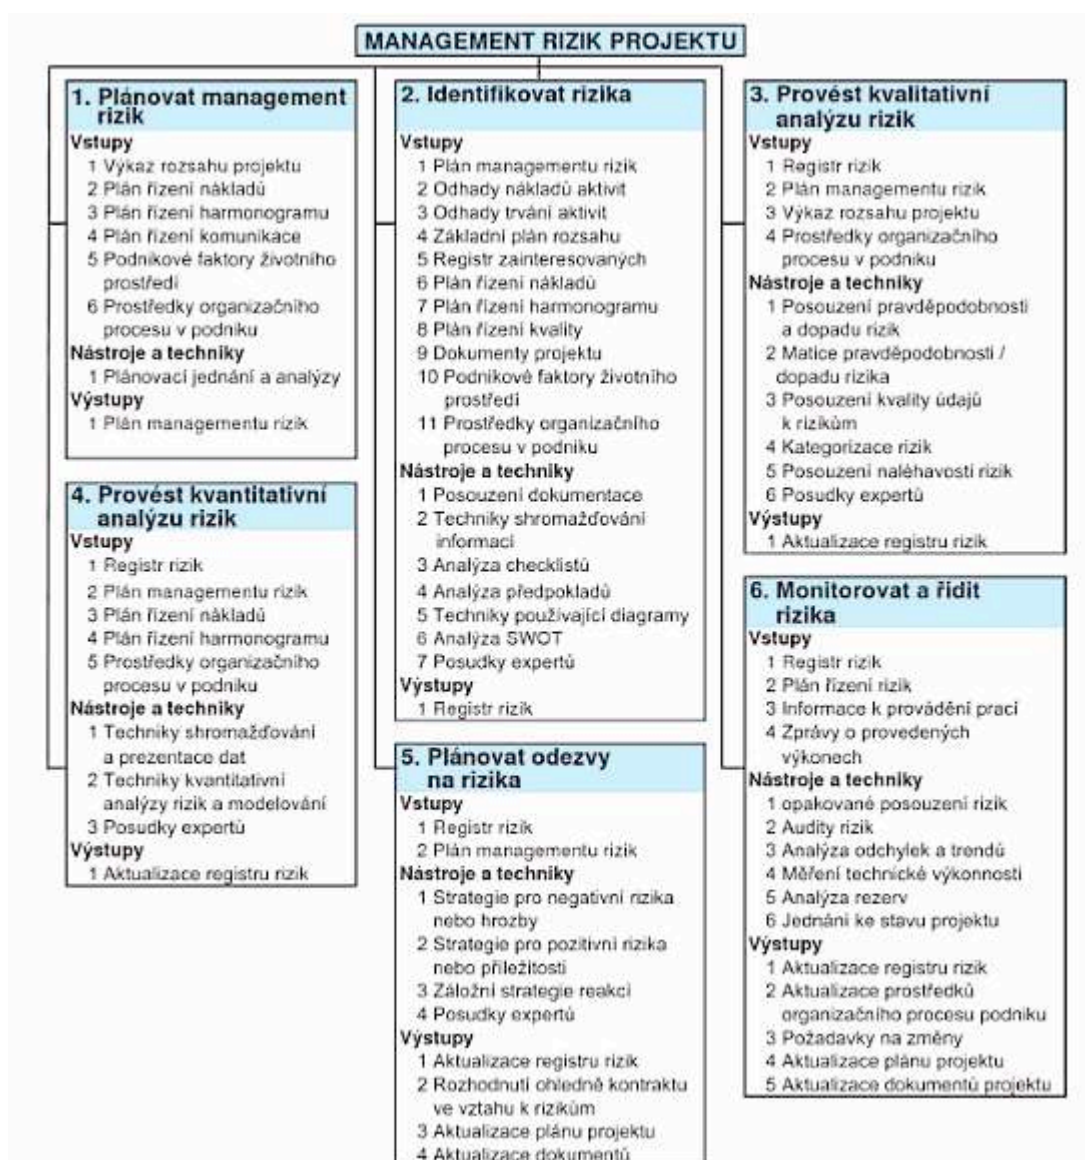 MANAGEMENT RIZIK PROJEKTU
1. Plánovat management
rizik
Vstupy
1 Výkaz rozsahu projektu
2 Plán řízení nákladů
3 Plán řízení harmonogramu
4 Plán řízení komunikace
5 Podnikové faktory životního
prostředí
6 Prostředky organizačního
procesu v podniku
Nástroje a techniky
1 Plánovací jednání a analýzy
Výstupy
1 Plán managementu rizik
2. Identifikovat rizika
Vstupy
1 Plán managementu rizik
2 Odhady nákladů aktivit
3 Odhady trvání aktivit
4 Základní plán rozsahu
5 Registr zainteresovaných
6 Plán řízení nákladů
7 Plán řízení harmonogramu
8 Plán řízení kvality
9 Dokumenty projektu
10 Podnikové faktory životního
prostředí
11 Prostředky organizačního
procesu v podniku
Nástroje a techniky
1 Posouzení dokumentace
2 Techniky shromažďování
informací
3 Analýza checklistů
4 Analýza předpokladů
5 Techniky používající diagramy
6 Analýza SWOT
7 Posudky expertů
Výstupy
1 Registr rizik
3. Provést kvalitativní
analýzu rizik
Vstupy
1 Registr rizik
2 Plán managementu rizik
3 Výkaz rozsahu projektu
4 Prostředky organizačního
procesu v podniku
Nástroje a techniky
1 Posouzení pravděpodobnosti
a dopadu rizik
2 Matice pravděpodobnosti /
dopadu rizika
3 Posouzení kvality údajů
k rizikům
4 Kategorizace rizik
5 Posouzení naléhavosti rizik
6 Posudky expertů
Výstupy
1 Aktualizace registru rizik
4. Provést kvantitativní
analýzu rizik
Vstupy
1 Registr rizik
2 Plán managementu rizik
3 Plán řízení nákladů
4 Plán řízení harmonogramu
5 Prostředky organizačního
procesu v podniku
Nástroje a techniky
1 Techniky shromažďování
a prezentace dat
2 Techniky kvantitativní
analýzy rizik a modelování
3 Posudky expertů
Výstupy
1 Aktualizace registru rizik
5. Plánovat odezvy
na rizika
Vstupy
1 Registr rizik
2 Plán managementu rizik
Nástroje a techniky
1 Strategie pro negativní rizika
nebo hrozby
2 Strategie pro pozitivní rizika
nebo příležitosti
3 Záložní strategie reakcí
4 Posudky expertů
Výstupy
1 Aktualizace registru rizik
2 Rozhodnutí ohledně kontraktu
ve vztahu k rizikům
3 Aktualizace plánu projektu
4 Aktualizace dokumentů
6. Monitorovat a řídit
rizika
Vstupy
1 Registr rizik
2 Plán řízení rizik
3 Informace k provádění prací
4 Zprávy o provedených
výkonech
Nástroje a techniky
1 opakované posouzení rizik
2 Audity rizik
3 Analýza odchylek a trendů
4 Měření technické výkonnosti
5 Analýza rezerv
6 Jednání ke stavu projektu
Výstupy
1 Aktualizace registru rizik
2 Aktualizace prostředků
organizačního procesu podniku
3 Požadavky na změny
4 Aktualizace plánu projektu
5 Aktualizace dokumentů projektu